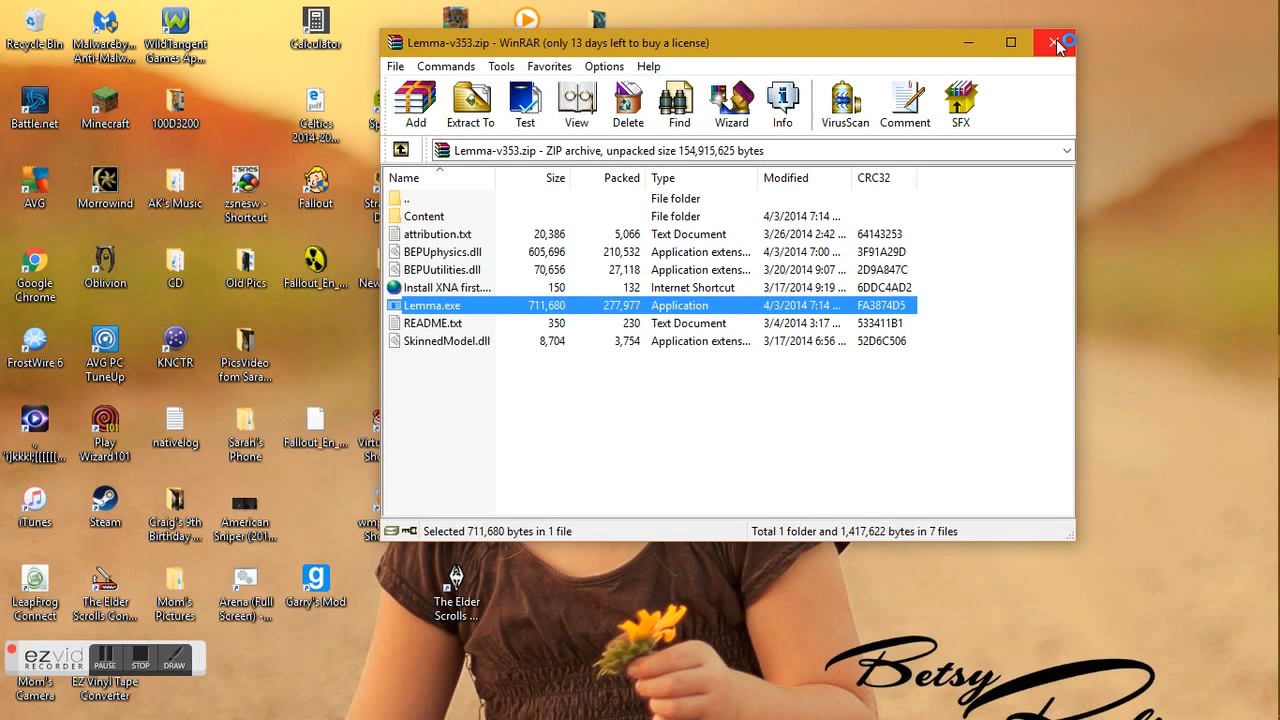 Lemma-v353.zip - WinRAR (only 13 days left to buy a license)
File Commands Tools Favorites Options Help
Add Extract To Test View Delete Find Wizard Info VirusScan Comment SFX
Lemma-v353.zip - ZIP archive, unpacked size 154,915,625 bytes
Name Size Packed Type Modified CRC32
.. File folder
Content File folder 4/3/2014 7:14 ...
attribution.txt 20,386 5,066 Text Document 3/26/2014 2:42 ... 64143253
BEPUphysics.dll 605,696 210,532 Application extens... 4/3/2014 7:00 ... 3F91A29D
BEPUutilities.dll 70,656 27,118 Application extens... 3/20/2014 9:07 ... 2D9A847C
Install XNA first.... 150 132 Internet Shortcut 3/17/2014 9:19 ... 6DDC4AD2
Lemma.exe 711,680 277,977 Application 4/3/2014 7:14 ... FA3874D5
README.txt 350 230 Text Document 3/4/2014 3:17 ... 533411B1
SkinnedModel.dll 8,704 3,754 Application extens... 3/17/2014 6:56 ... 52D6C506
Selected 711,680 bytes in 1 file
Total 1 folder and 1,417,622 bytes in 7 files
Recycle Bin
Malwareby...
Anti-Malw...
WildTangent
Games Ap...
Calculator
Battle.net
Minecraft
100D3200
pdf
Celtics
2014-20...
AVG
Morrowind
AK's Music
zsnes
zsnesw -
Shortcut
Fallout
Google
Chrome
Oblivion
CD
Old Pics
Fallout_En_...
FrostWire 6
AVG PC
TuneUp
KNCTR
PicsVideo
fom Sara...
Play
Wizard101
nativelog
Sarah's
Phone
Fallout_En_...
iTunes
Steam
Craig's 9th
Birthday ...
American
Sniper (201...
LeapFrog
Connect
The Elder
Scrolls Con...
Mom's
Pictures
Arena (Full
Screen) -...
Garry's Mod
The Elder
Scrolls ...
ezvid
RECORDER
PAUSE STOP DRAW
Mom's
Camera
EZ Vinyl Tape
Converter
Betsy